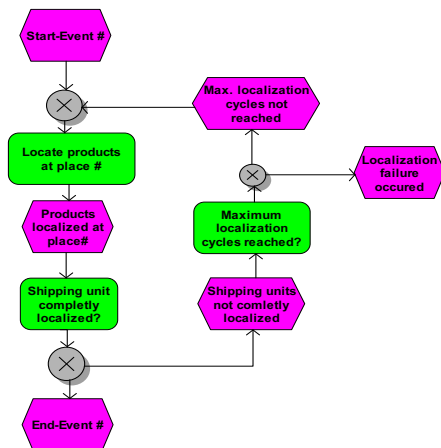 Start-Event #
Max. localization
cycles not
reached
Locate products
at place #
Localization
failure
occured
Products
localized at
place#
Maximum
localization
cycles reached?
Shipping unit
completly
localized?
Shipping units
not comletly
localized
End-Event #